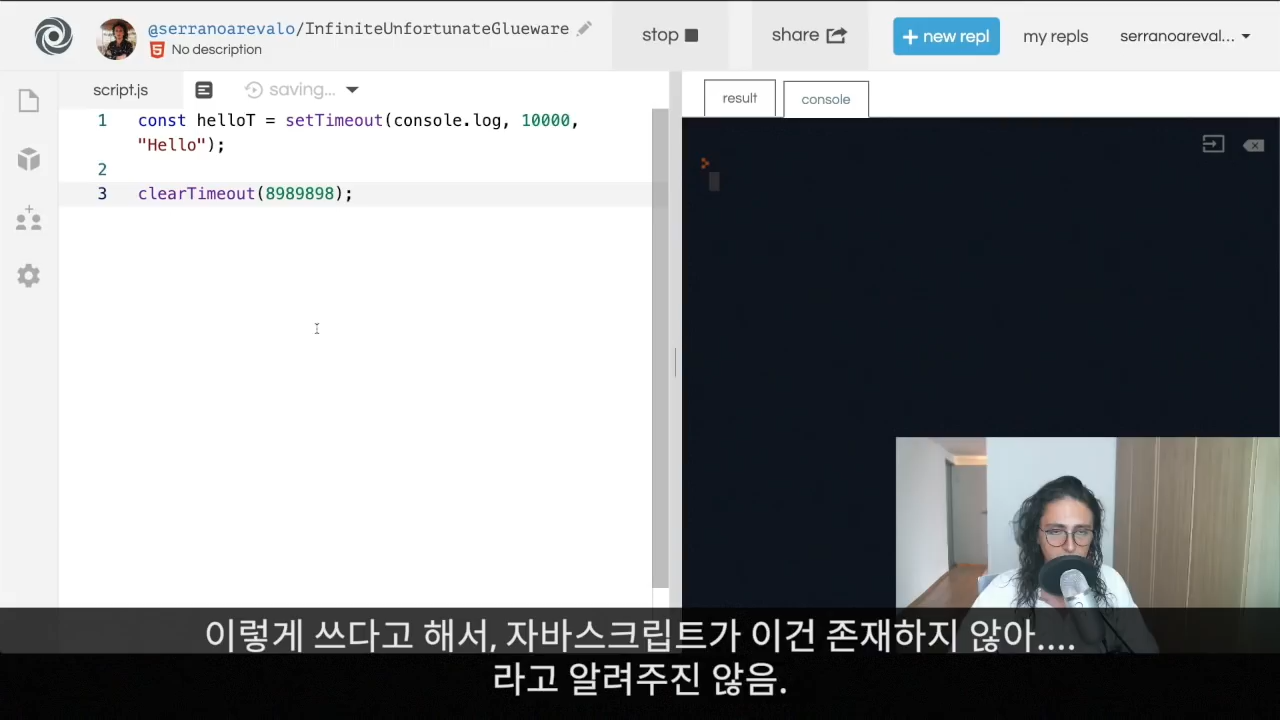 @serranoarevalo/InfiniteUnfortunateGlueware
No description
stop
share
+ new repl
my repls
serranoareval...
script.js
saving...
result
console
1 const helloT = setTimeout(console.log, 10000,
"Hello");
2
3 clearTimeout(8989898);
이렇게 쓰다고 해서, 자바스크립트가 이건 존재하지 않아....
라고 알려주진 않음.